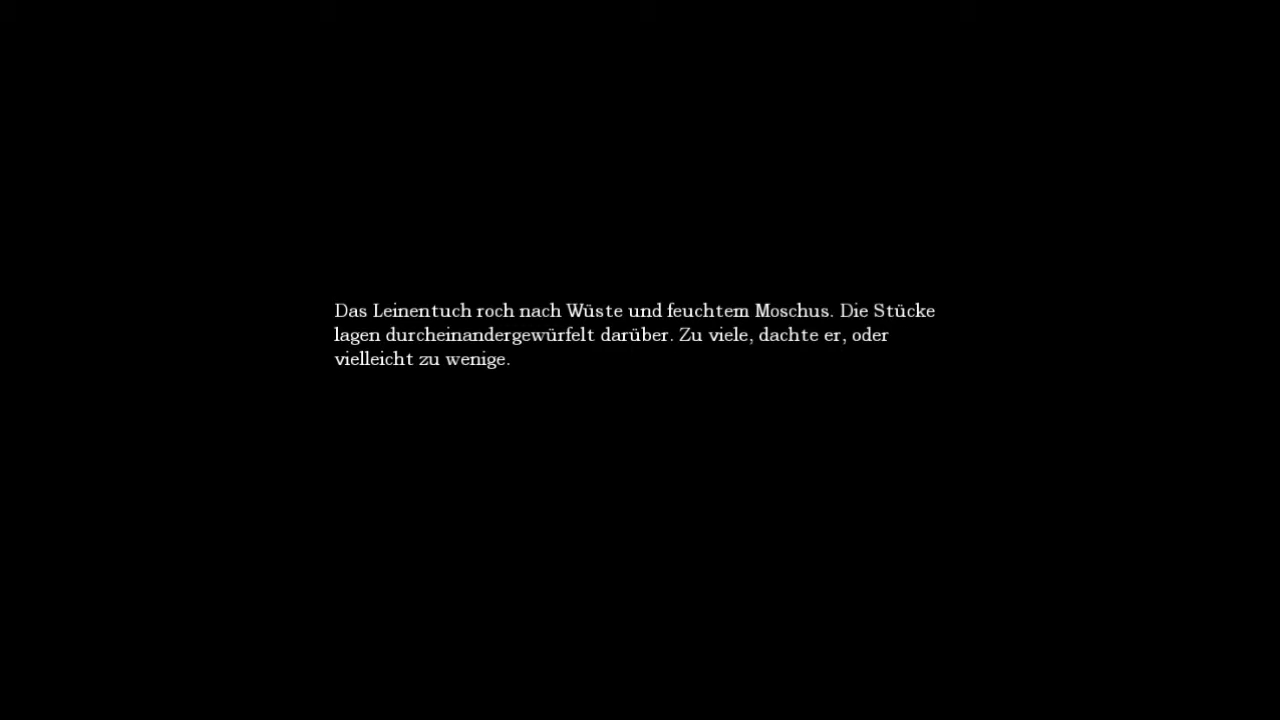 Das Leinentuch roch nach Wüste und feuchtem Moschus. Die Stücke
lagen durcheinandergewürfelt darüber. Zu viele, dachte er, oder
vielleicht zu wenige.